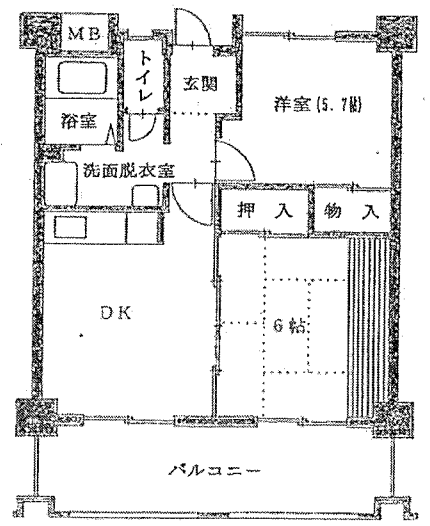 MB
トイレ
玄関
浴室
洋室(5.7帖)
洗面脱衣室
押入
物入
DK
6帖
バルコニー